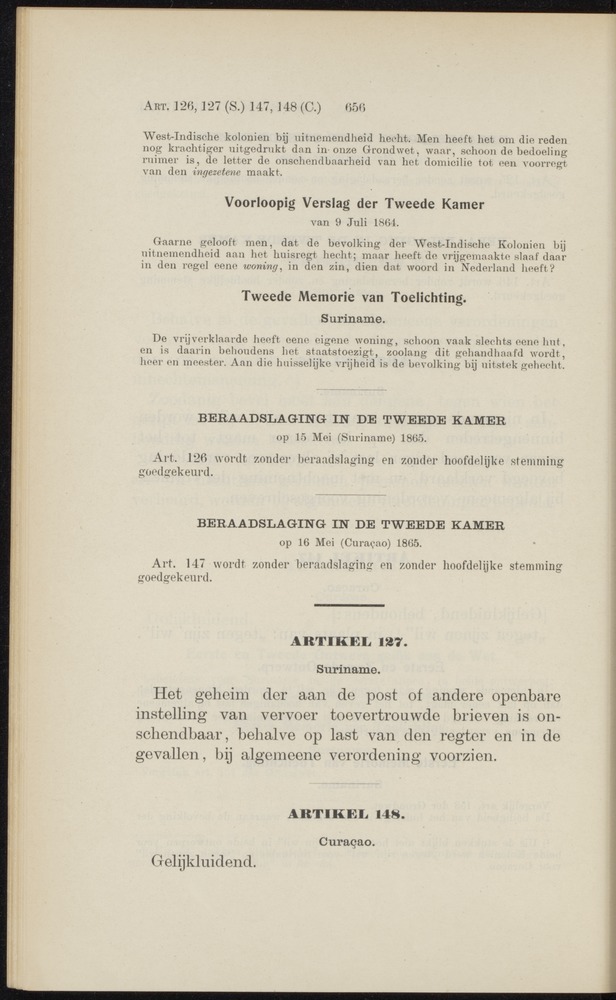 ART. 126, 127 (S.) 147, 148 (C.) 656
West-Indische kolonien bij uitnemendheid hecht. Men heeft het om die reden
nog krachtiger uitgedrukt dan in onze Grondwet, waar, schoon de bedoeling
ruimer is, de letter de onschendbaarheid van het domicilie tot een voorregt
van den ingezetene maakt.
Voorloopig Verslag der Tweede Kamer
van 9 Juli 1864.
Gaarne gelooft men, dat de bevolking der West-Indische Kolonien bij
uitnemendheid aan het huisregt hecht; maar heeft de vrijgemaakte slaaf daar
in den regel eene woning, in den zin, dien dat woord in Nederland heeft?
Tweede Memorie van Toelichting.
Suriname.
De vrijverklaarde heeft eene eigene woning, schoon vaak slechts eene hut,
en is daarin behoudens het staatstoezigt, zoolang dit gehandhaafd wordt,
heer en meester. Aan die huisselijke vrijheid is de bevolking bij uitstek gehecht.
BERAADSLAGING IN DE TWEEDE KAMER
op 15 Mei (Suriname) 1865.
Art. 126 wordt zonder beraadslaging en zonder hoofdelijke stemming
goedgekeurd.
BERAADSLAGING IN DE TWEEDE KAMER
op 16 Mei (Curaçao) 1865.
Art. 147 wordt zonder beraadslaging en zonder hoofdelijke stemming
goedgekeurd.
ARTIKEL 127.
Suriname.
Het geheim der aan de post of andere openbare
instelling van vervoer toevertrouwde brieven is on-
schendbaar, behalve op last van den regter en in de
gevallen, bij algemeene verordening voorzien.
ARTIKEL 148.
Curaçao.
Gelijkluidend.